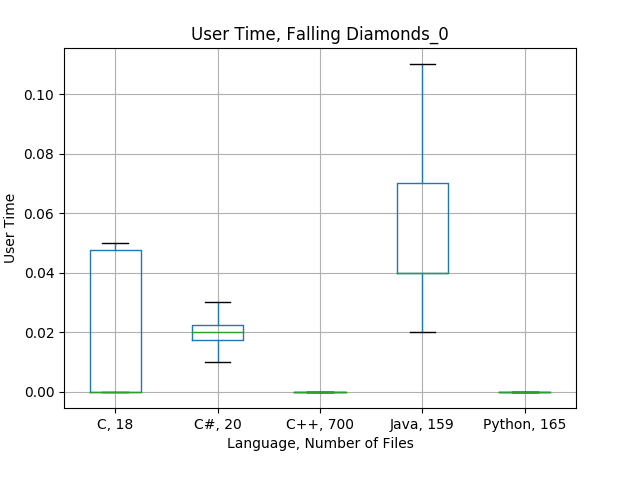 User Time, Falling Diamonds_0
User Time
0.10
0.08
0.06
0.04
0.02
0.00
C, 18
C#, 20
C++, 700
Java, 159
Python, 165
Language, Number of Files